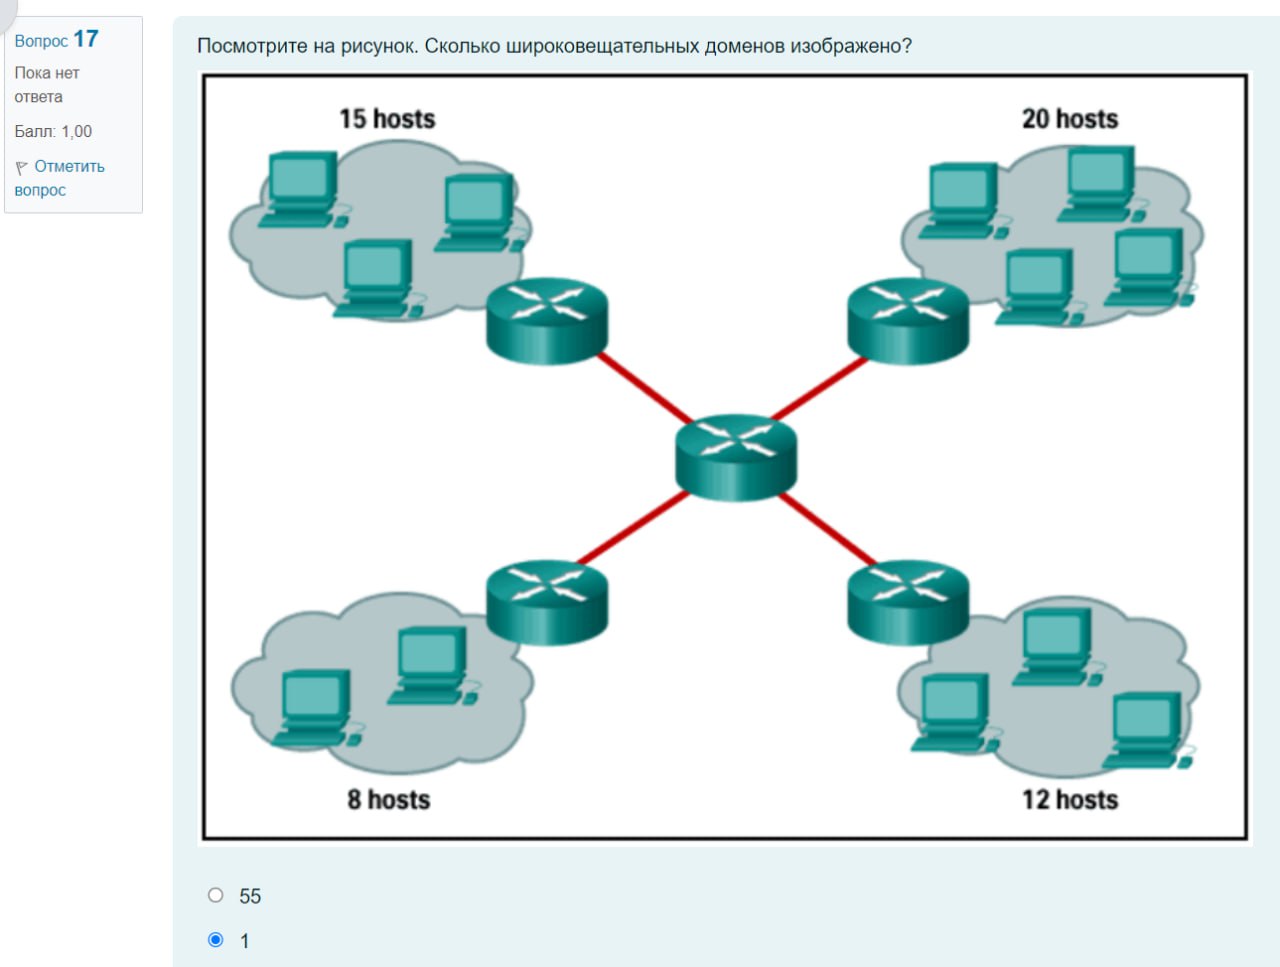 Вопрос 17
Пока нет
ответа
Балл: 1,00
Отметить
вопрос
Посмотрите на рисунок. Сколько широковещательных доменов изображено?
15 hosts
20 hosts
8 hosts
12 hosts
55
1